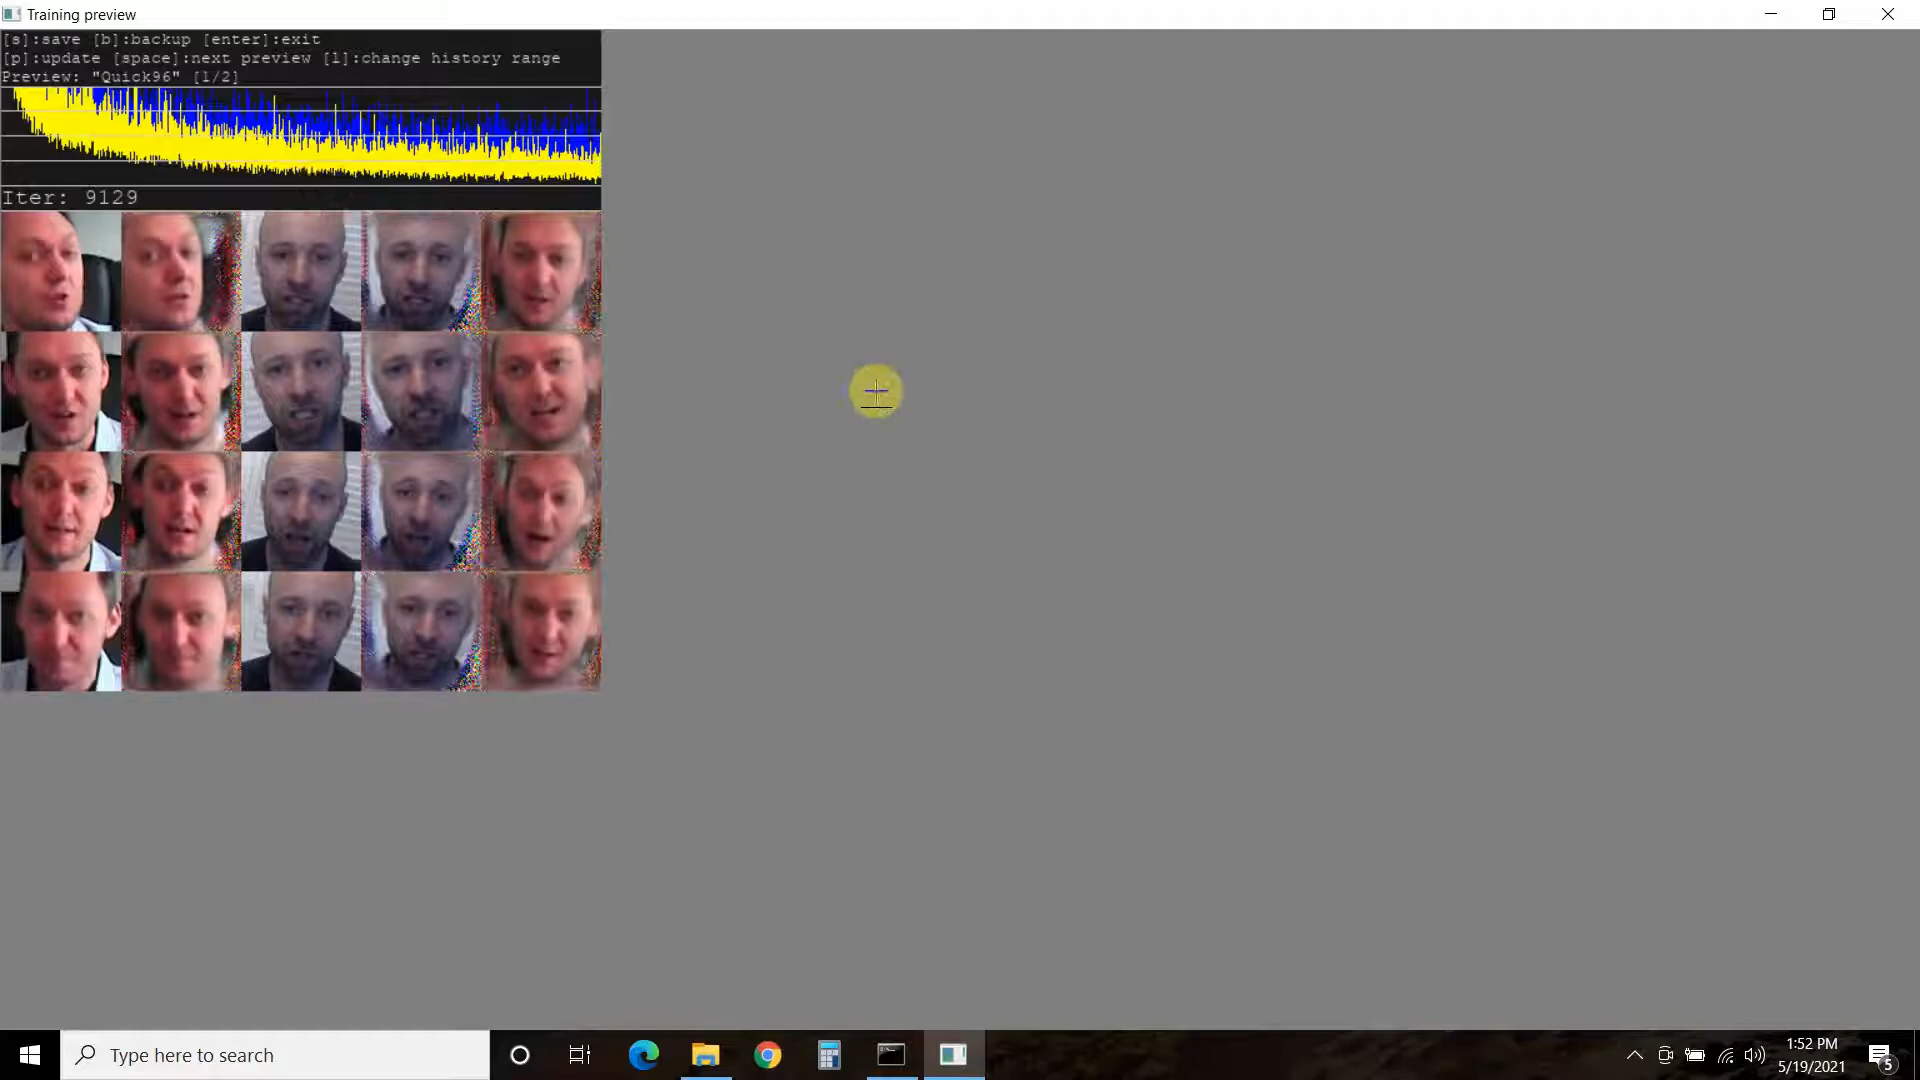 Training preview
[s]:save [b]:backup [enter]:exit
[p]:update [space]:next preview [l]:change history range
Preview: "Quick96" [1/2]
Iter: 9129
Type here to search
1:52 PM
5/19/2021
5